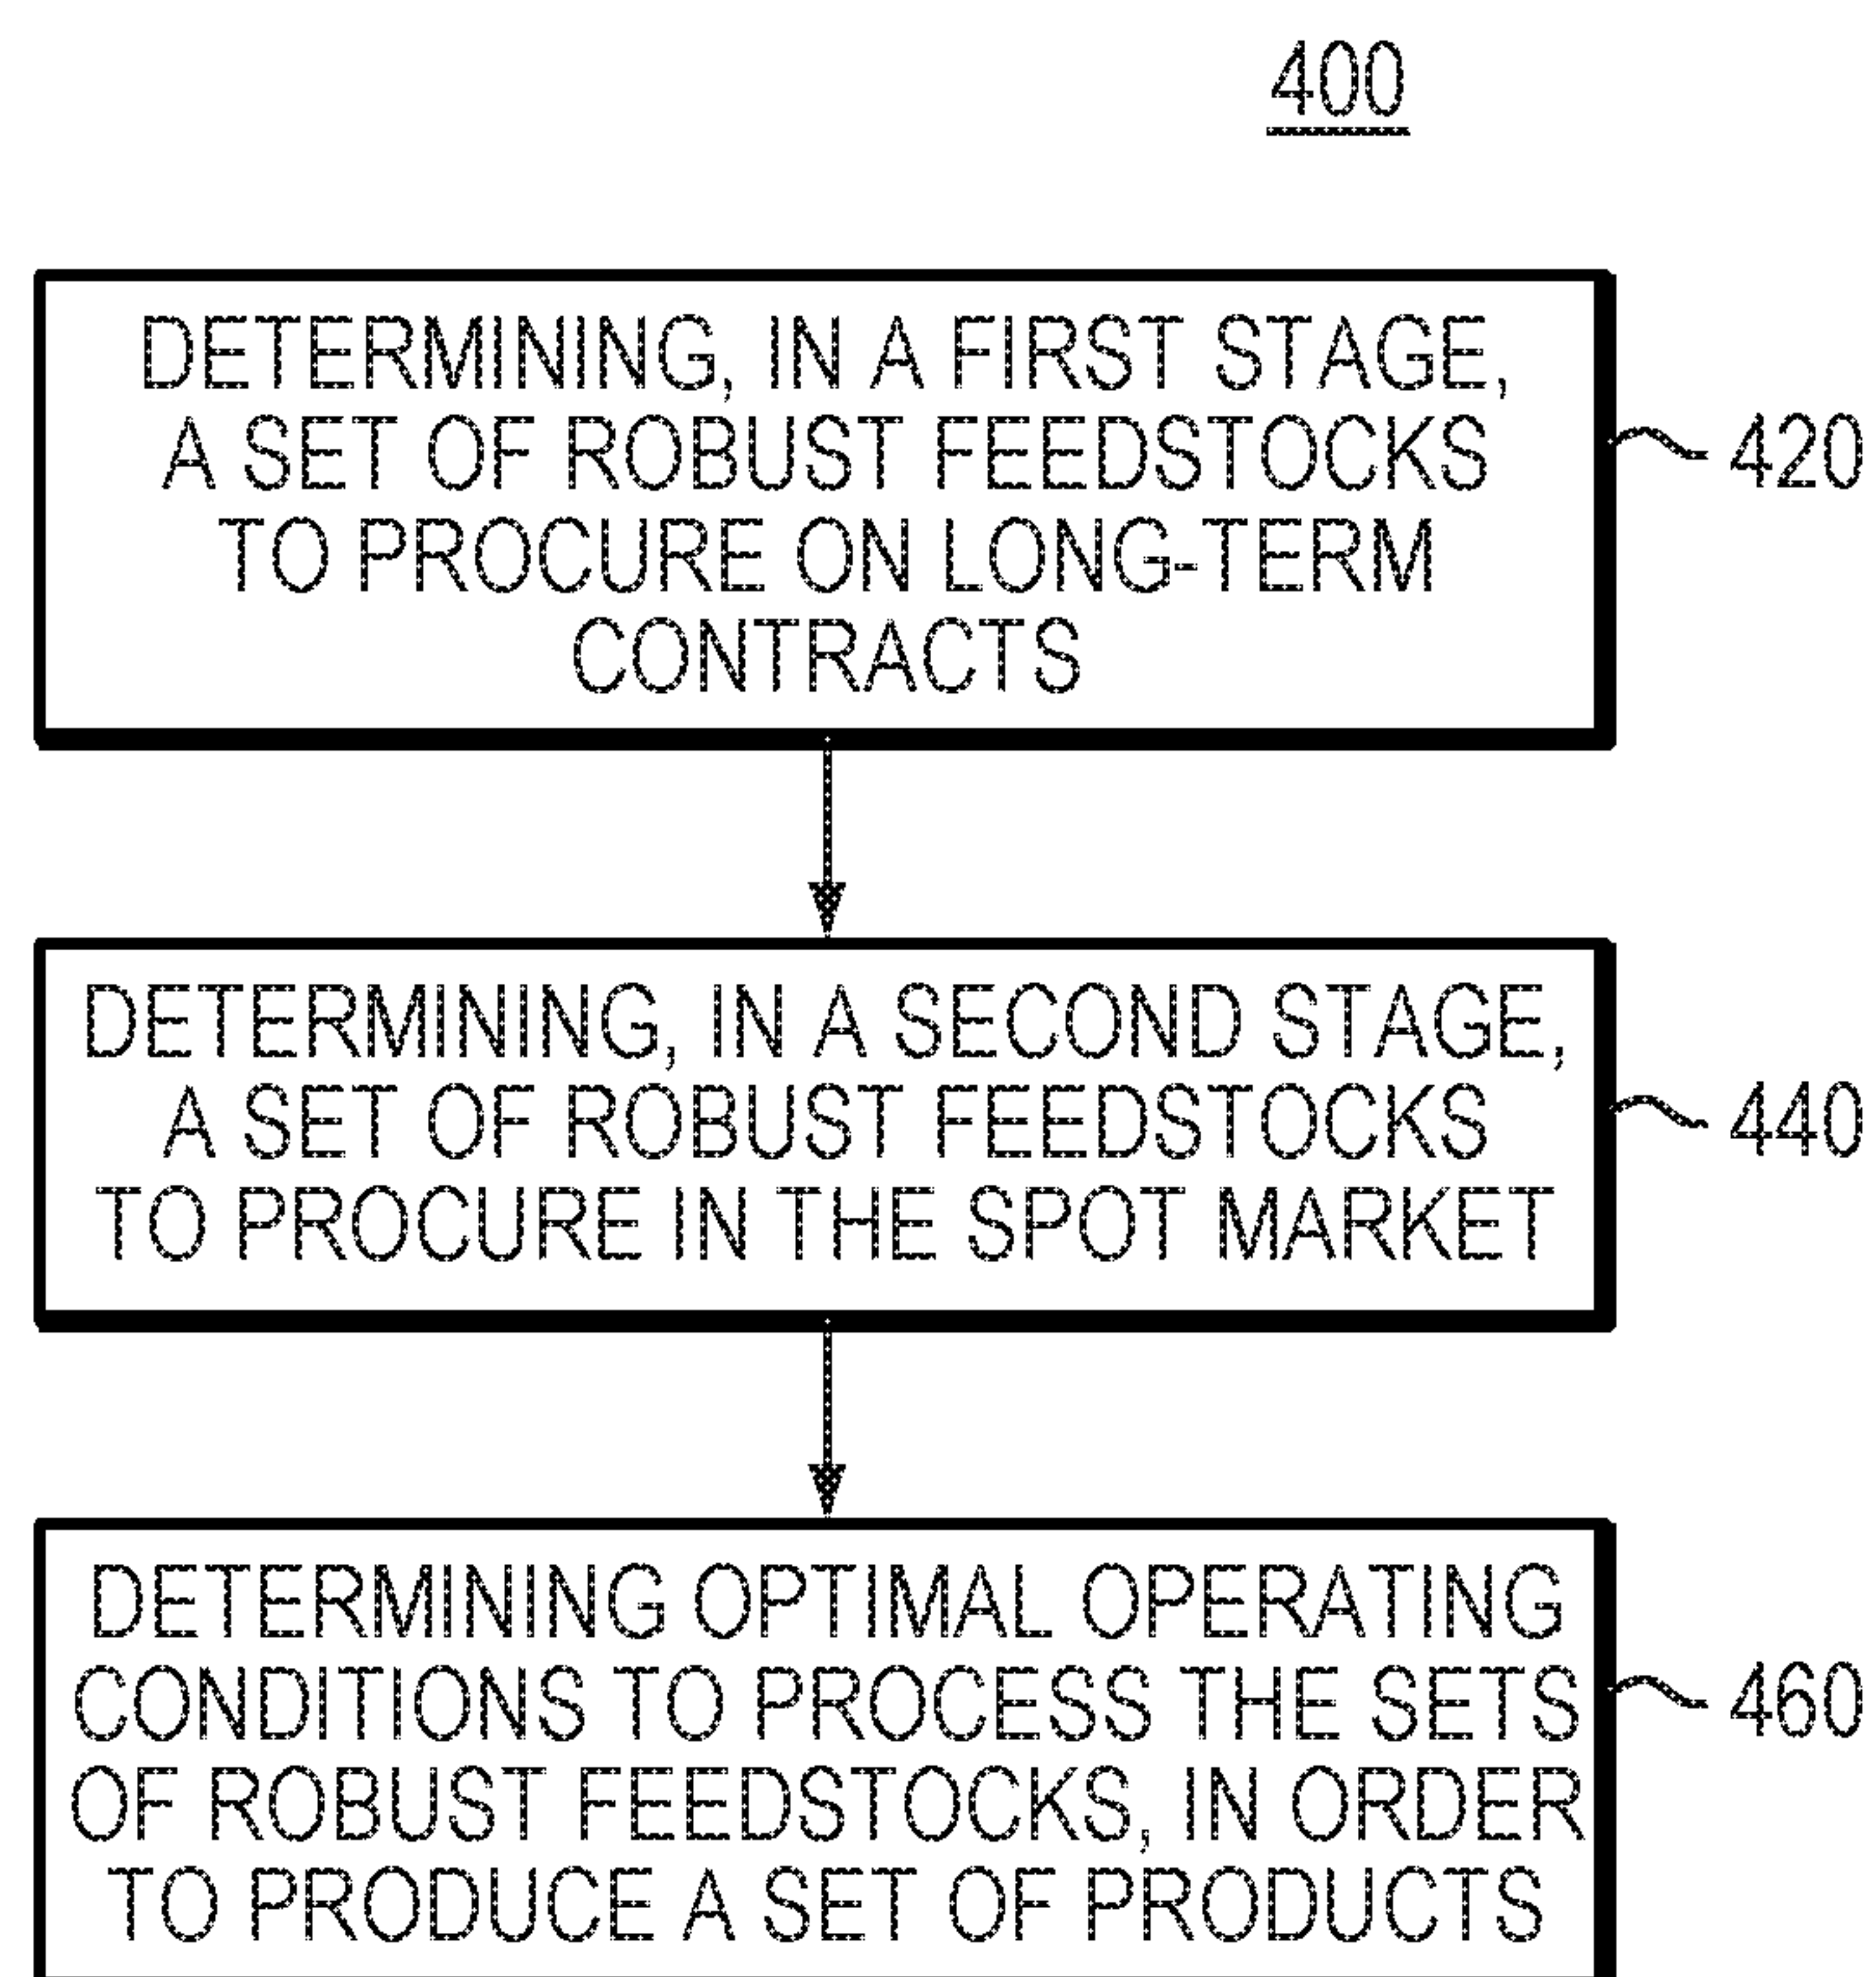 400
DETERMINING, IN A FIRST STAGE,
A SET OF ROBUST FEEDSTOCKS
TO PROCURE ON LONG-TERM
CONTRACTS
420
DETERMINING, IN A SECOND STAGE,
A SET OF ROBUST FEEDSTOCKS
TO PROCURE IN THE SPOT MARKET
440
DETERMINING OPTIMAL OPERATING
CONDITIONS TO PROCESS THE SETS
OF ROBUST FEEDSTOCKS, IN ORDER
TO PRODUCE A SET OF PRODUCTS
460